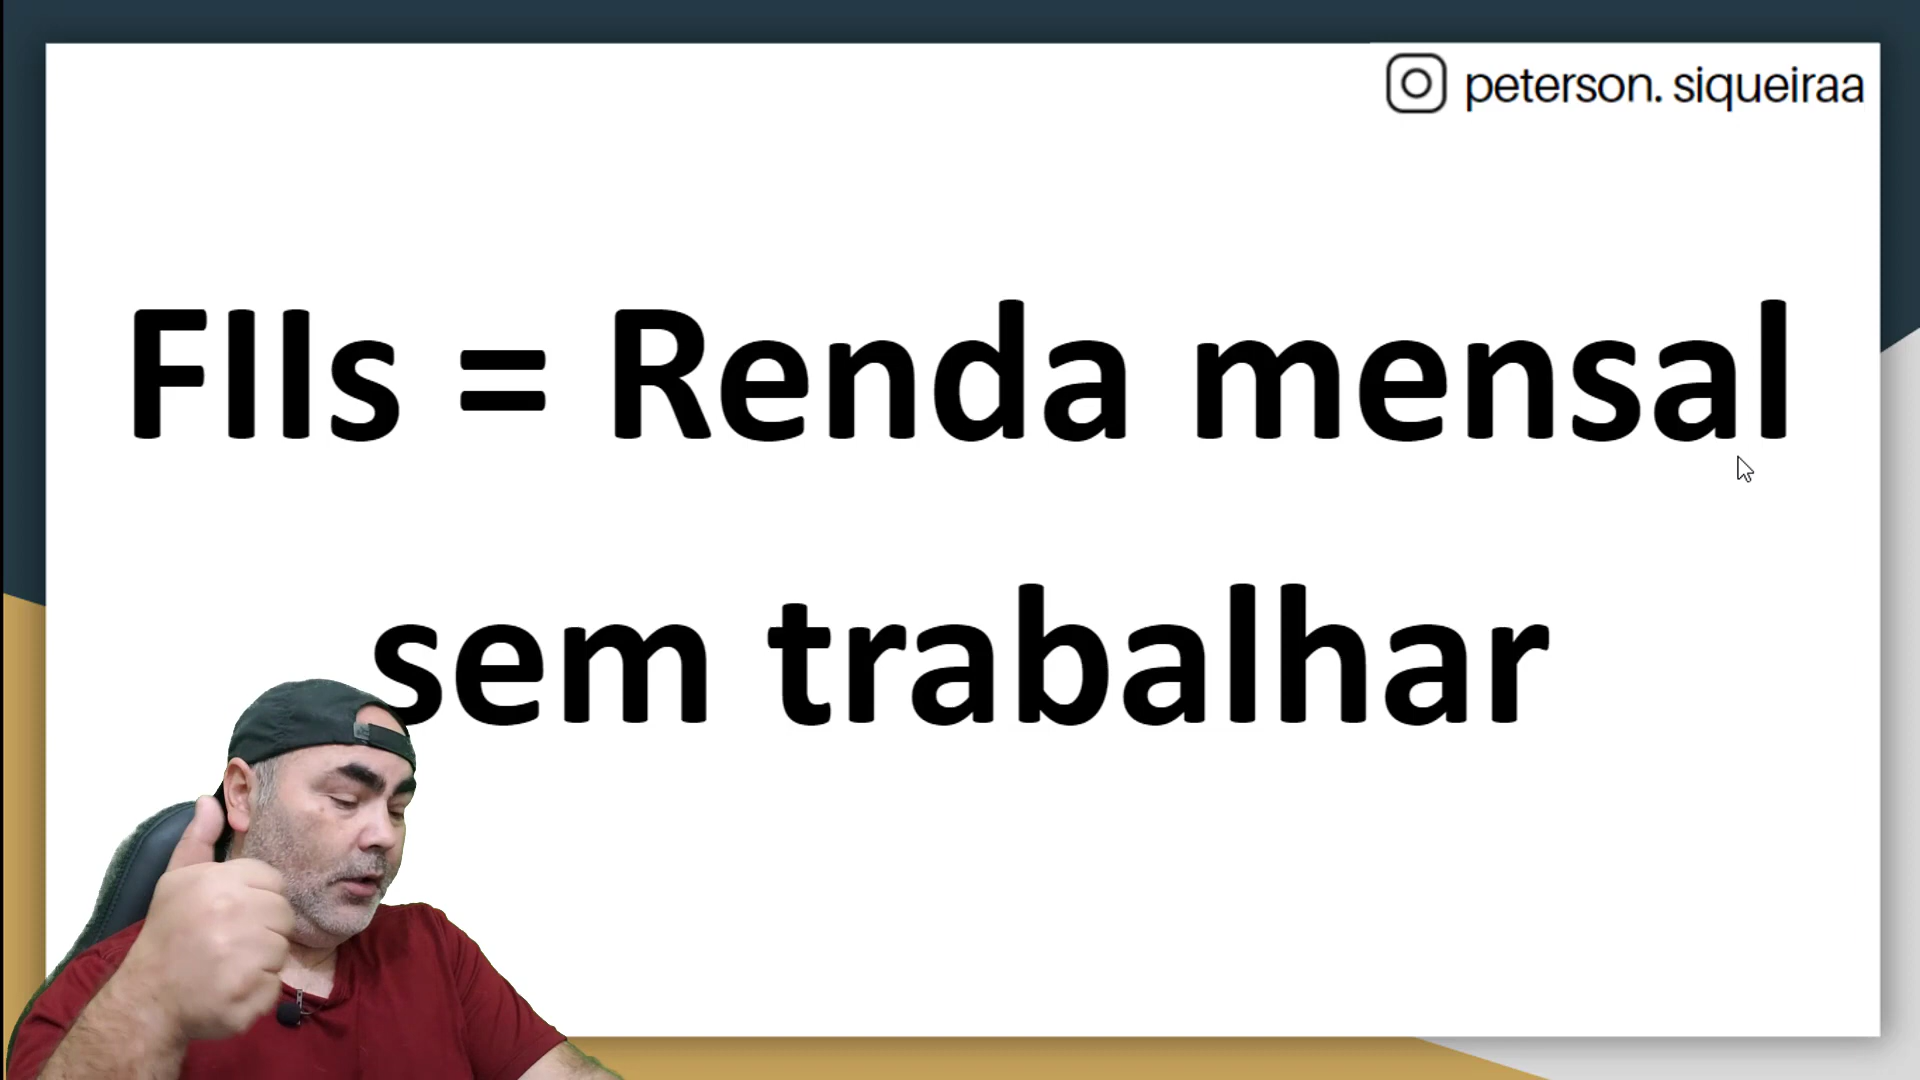 peterson. siqueiraa
FIIs = Renda mensal
sem trabalhar